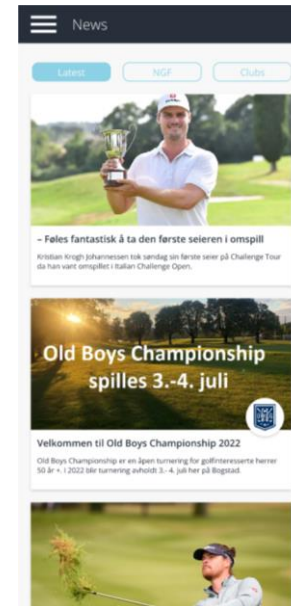 News
Latest
NGF
Clubs
– Føles fantastisk å ta den første seieren i omspill
Kristian Krogh Johannessen tok søndag sin første seier på Challenge Tour
da han vant omspillet i Italian Challenge Open.
Old Boys Championship
spilles 3.-4. juli
Velkommen til Old Boys Championship 2022
Old Boys Championship er en åpen turnering for golfinteresserte herrer
50 år +. I 2022 blir turnering avholdt 3.- 4. juli her på Bogstad.